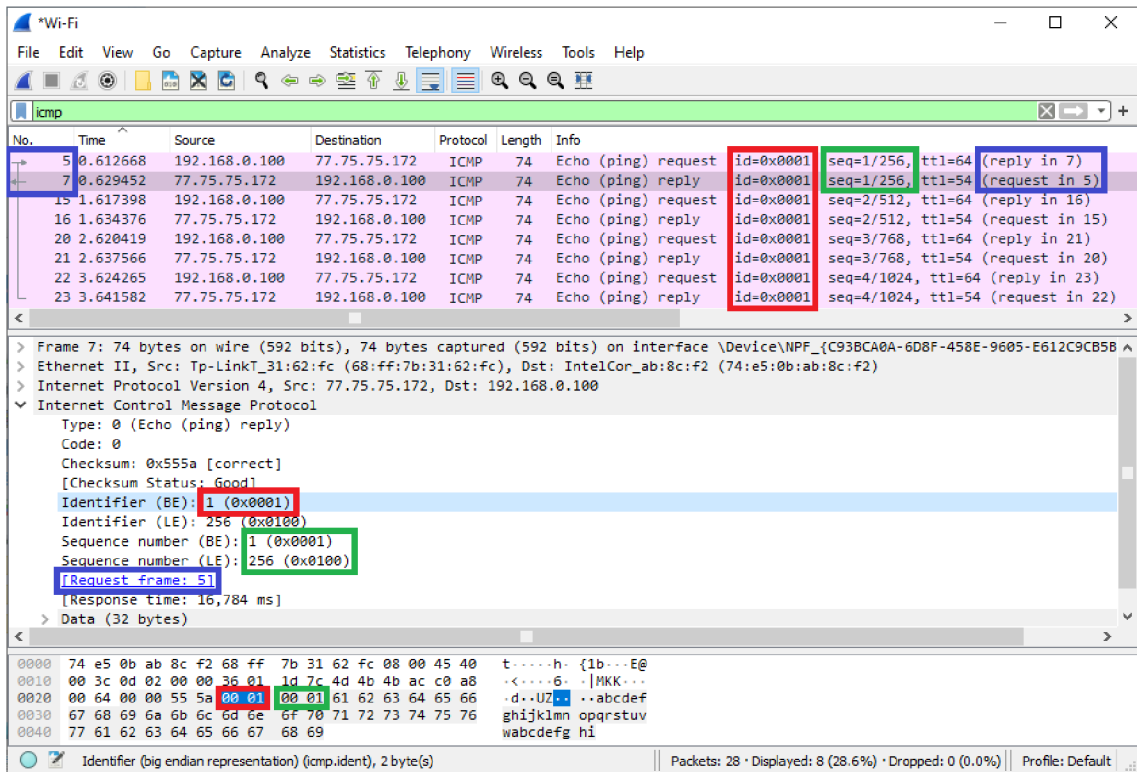 *Wi-Fi
File Edit View Go Capture Analyze Statistics Telephony Wireless Tools Help
icmp
No. Time Source Destination Protocol Length Info
5 0.612668 192.168.0.100 77.75.75.172 ICMP 74 Echo (ping) request id=0x0001 seq=1/256, ttl=64 (reply in 7)
7 0.629452 77.75.75.172 192.168.0.100 ICMP 74 Echo (ping) reply id=0x0001 seq=1/256, ttl=54 (request in 5)
15 1.617398 192.168.0.100 77.75.75.172 ICMP 74 Echo (ping) request id=0x0001 seq=2/512, ttl=64 (reply in 16)
16 1.634376 77.75.75.172 192.168.0.100 ICMP 74 Echo (ping) reply id=0x0001 seq=2/512, ttl=54 (request in 15)
20 2.620419 192.168.0.100 77.75.75.172 ICMP 74 Echo (ping) request id=0x0001 seq=3/768, ttl=64 (reply in 21)
21 2.637566 77.75.75.172 192.168.0.100 ICMP 74 Echo (ping) reply id=0x0001 seq=3/768, ttl=54 (request in 20)
22 3.624265 192.168.0.100 77.75.75.172 ICMP 74 Echo (ping) request id=0x0001 seq=4/1024, ttl=64 (reply in 23)
23 3.641582 77.75.75.172 192.168.0.100 ICMP 74 Echo (ping) reply id=0x0001 seq=4/1024, ttl=54 (request in 22)
Frame 7: 74 bytes on wire (592 bits), 74 bytes captured (592 bits) on interface \Device\NPF_{C93BCA0A-6D8F-458E-9605-E612C9CB5B
Ethernet II, Src: Tp-LinkT_31:62:fc (68:ff:7b:31:62:fc), Dst: IntelCor_ab:8c:f2 (74:e5:0b:ab:8c:f2)
Internet Protocol Version 4, Src: 77.75.75.172, Dst: 192.168.0.100
Internet Control Message Protocol
Type: 0 (Echo (ping) reply)
Code: 0
Checksum: 0x555a [correct]
[Checksum Status: Good]
Identifier (BE): 1 (0x0001)
Identifier (LE): 256 (0x0100)
Sequence number (BE): 1 (0x0001)
Sequence number (LE): 256 (0x0100)
[Request frame: 5]
[Response time: 16,784 ms]
Data (32 bytes)
0000 74 e5 0b ab 8c f2 68 ff 7b 31 62 fc 08 00 45 40 t·····h· {1b···E@
0010 00 3c 0d 02 00 00 36 01 1d 7c 4d 4b 4b ac c0 a8 ·<····6· ·|MKK···
0020 00 64 00 00 55 5a 00 01 00 01 61 62 63 64 65 66 ·d··UZ·· ··abcdef
0030 67 68 69 6a 6b 6c 6d 6e 6f 70 71 72 73 74 75 76 ghijklmn opqrstuv
0040 77 61 62 63 64 65 66 67 68 69 wabcdefg hi
Identifier (big endian representation) (icmp.ident), 2 byte(s) Packets: 28 · Displayed: 8 (28.6%) · Dropped: 0 (0.0%) Profile: Default